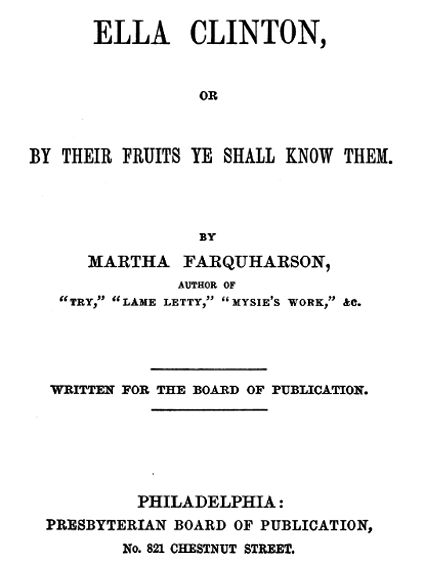 ELLA CLINTON,
OR
BY THEIR FRUITS YE SHALL KNOW THEM.
BY
MARTHA FARQUHARSON,
AUTHOR OF
“TRY,” “LAME LETTY,” “MYSIE’S WORK,” &C.
WRITTEN FOR THE BOARD OF PUBLICATION.
PHILADELPHIA:
PRESBYTERIAN BOARD OF PUBLICATION,
No. 821 CHESTNUT STREET.